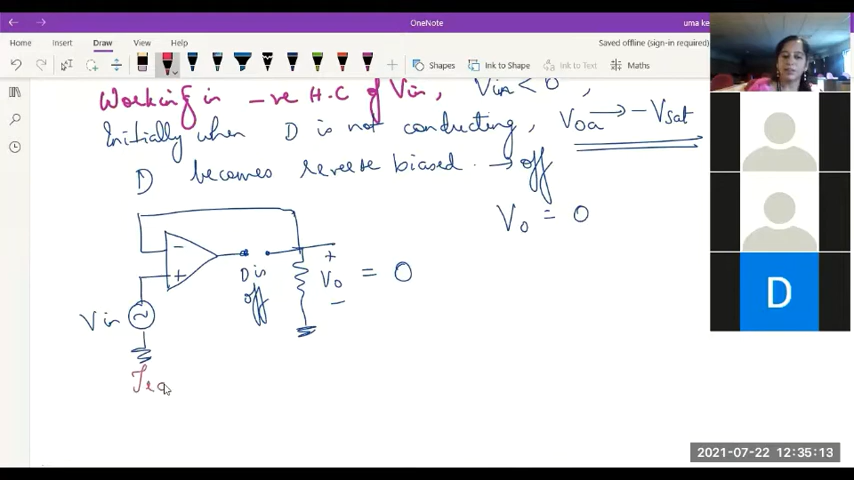 OneNote
uma ke
Home Insert Draw View Help
Saved offline (sign-in required)
Shapes
Ink to Shape
Ink to Text
Maths
Working in -ve H.C of Vin, Vin < 0,
Initially when D is not conducting, Voa → -Vsat
D becomes reverse biased. → off
Vo = 0
-
+
D is
off
+
Vo = 0
-
Vin
D
2021-07-22 12:35:13